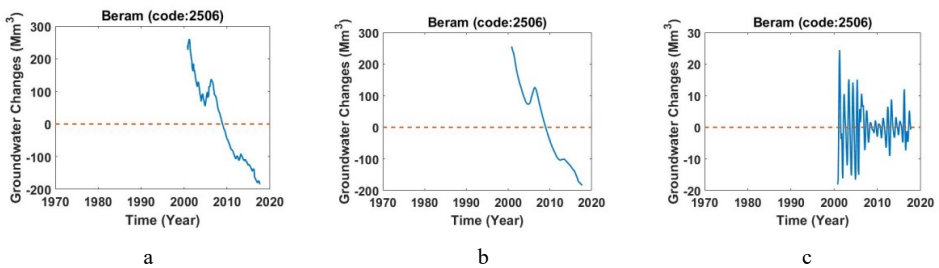 Beram (code:2506)
Groundwater Changes (Mm³)
300
200
100
0
-100
-200
1970 1980 1990 2000 2010 2020
Time (Year)
a
Beram (code:2506)
Groundwater Changes (Mm³)
300
200
100
0
-100
-200
1970 1980 1990 2000 2010 2020
Time (Year)
b
Beram (code:2506)
Groundwater Changes (Mm³)
30
20
10
0
-10
-20
1970 1980 1990 2000 2010 2020
Time (Year)
c